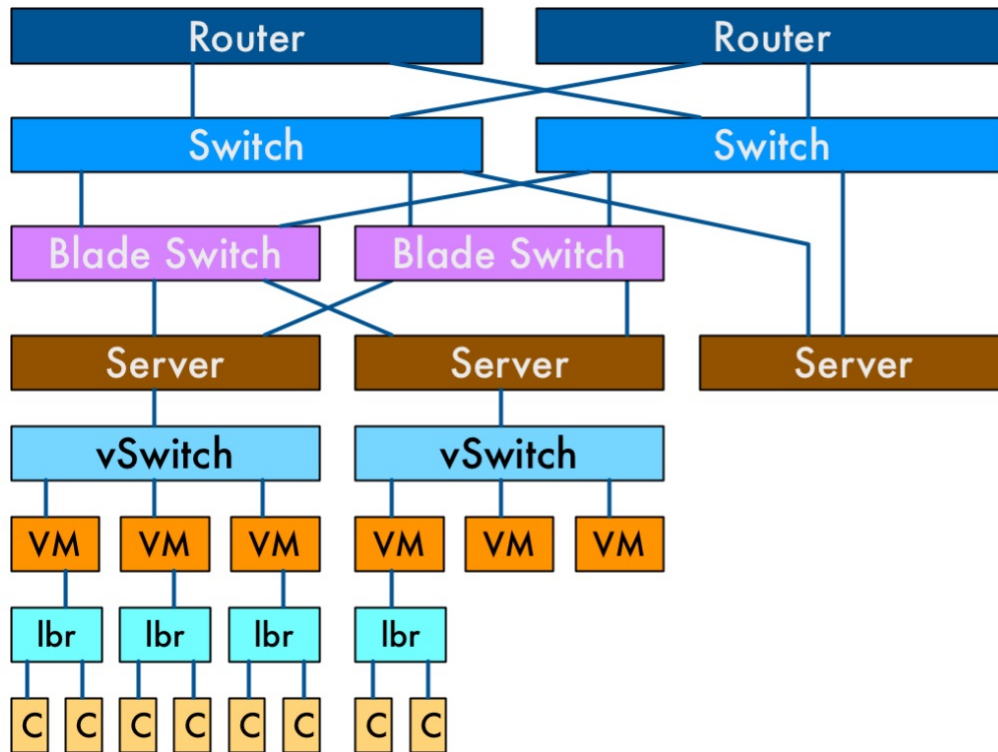 Router Router
Switch Switch
Blade Switch Blade Switch
Server Server Server
vSwitch vSwitch
VM VM VM VM VM VM
lbr lbr lbr lbr
C C C C C C C C